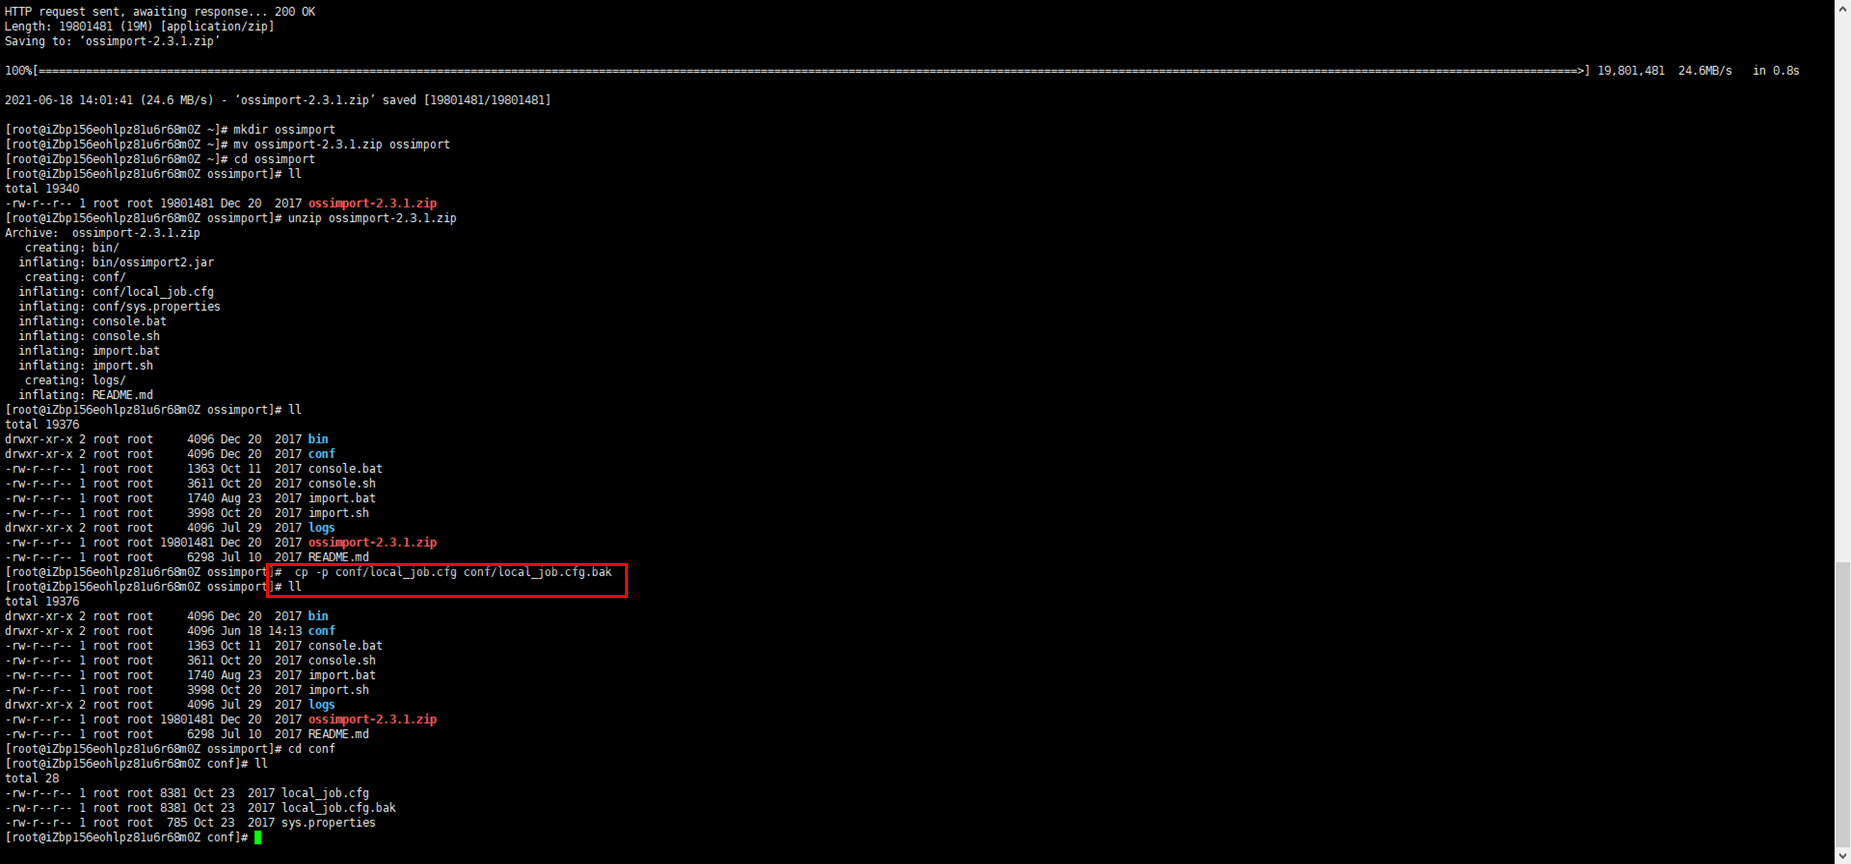 HTTP request sent, awaiting response... 200 OK
Length: 19801481 (19M) [application/zip]
Saving to: ‘ossimport-2.3.1.zip’
100%[==================================================================================================================================================================================================================================>] 19,801,481  24.6MB/s   in 0.8s
2021-06-18 14:01:41 (24.6 MB/s) - ‘ossimport-2.3.1.zip’ saved [19801481/19801481]
[root@iZbp156eohlpz81u6r68m0Z ~]# mkdir ossimport
[root@iZbp156eohlpz81u6r68m0Z ~]# mv ossimport-2.3.1.zip ossimport
[root@iZbp156eohlpz81u6r68m0Z ~]# cd ossimport
[root@iZbp156eohlpz81u6r68m0Z ossimport]# ll
total 19340
-rw-r--r-- 1 root root 19801481 Dec 20  2017 ossimport-2.3.1.zip
[root@iZbp156eohlpz81u6r68m0Z ossimport]# unzip ossimport-2.3.1.zip
Archive:  ossimport-2.3.1.zip
   creating: bin/
  inflating: bin/ossimport2.jar
   creating: conf/
  inflating: conf/local_job.cfg
  inflating: conf/sys.properties
  inflating: console.bat
  inflating: console.sh
  inflating: import.bat
  inflating: import.sh
   creating: logs/
  inflating: README.md
[root@iZbp156eohlpz81u6r68m0Z ossimport]# ll
total 19376
drwxr-xr-x 2 root root     4096 Dec 20  2017 bin
drwxr-xr-x 2 root root     4096 Dec 20  2017 conf
-rw-r--r-- 1 root root     1363 Oct 11  2017 console.bat
-rw-r--r-- 1 root root     3611 Oct 20  2017 console.sh
-rw-r--r-- 1 root root     1740 Aug 23  2017 import.bat
-rw-r--r-- 1 root root     3998 Oct 20  2017 import.sh
drwxr-xr-x 2 root root     4096 Jul 29  2017 logs
-rw-r--r-- 1 root root 19801481 Dec 20  2017 ossimport-2.3.1.zip
-rw-r--r-- 1 root root     6298 Jul 10  2017 README.md
[root@iZbp156eohlpz81u6r68m0Z ossimport]#  cp -p conf/local_job.cfg conf/local_job.cfg.bak
[root@iZbp156eohlpz81u6r68m0Z ossimport]# ll
total 19376
drwxr-xr-x 2 root root     4096 Dec 20  2017 bin
drwxr-xr-x 2 root root     4096 Jun 18 14:13 conf
-rw-r--r-- 1 root root     1363 Oct 11  2017 console.bat
-rw-r--r-- 1 root root     3611 Oct 20  2017 console.sh
-rw-r--r-- 1 root root     1740 Aug 23  2017 import.bat
-rw-r--r-- 1 root root     3998 Oct 20  2017 import.sh
drwxr-xr-x 2 root root     4096 Jul 29  2017 logs
-rw-r--r-- 1 root root 19801481 Dec 20  2017 ossimport-2.3.1.zip
-rw-r--r-- 1 root root     6298 Jul 10  2017 README.md
[root@iZbp156eohlpz81u6r68m0Z ossimport]# cd conf
[root@iZbp156eohlpz81u6r68m0Z conf]# ll
total 28
-rw-r--r-- 1 root root 8381 Oct 23  2017 local_job.cfg
-rw-r--r-- 1 root root 8381 Oct 23  2017 local_job.cfg.bak
-rw-r--r-- 1 root root  785 Oct 23  2017 sys.properties
[root@iZbp156eohlpz81u6r68m0Z conf]#